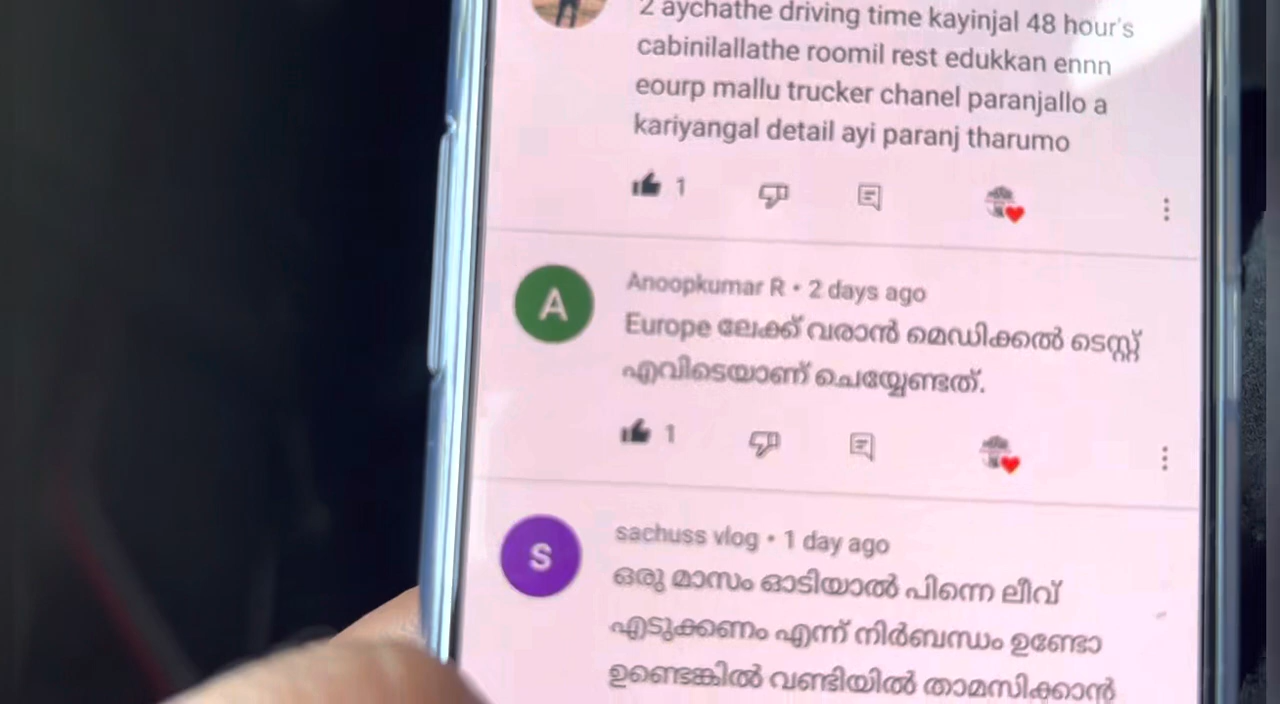 2 aychathe driving time kayinjal 48 hour's
cabinilallathe roomil rest edukkan ennn
eourp mallu trucker chanel paranjallo a
kariyangal detail ayi paranj tharumo
1
A
Anoopkumar R • 2 days ago
Europe ലേക്ക് വരാൻ മെഡിക്കൽ ടെസ്റ്റ്
എവിടെയാണ് ചെയ്യേണ്ടത്.
1
S
sachuss vlog • 1 day ago
ഒരു മാസം ഓടിയാൽ പിന്നെ ലീവ്
എടുക്കണം എന്ന് നിർബന്ധം ഉണ്ടോ
ഉണ്ടെങ്കിൽ വണ്ടിയിൽ താമസിക്കാൻ